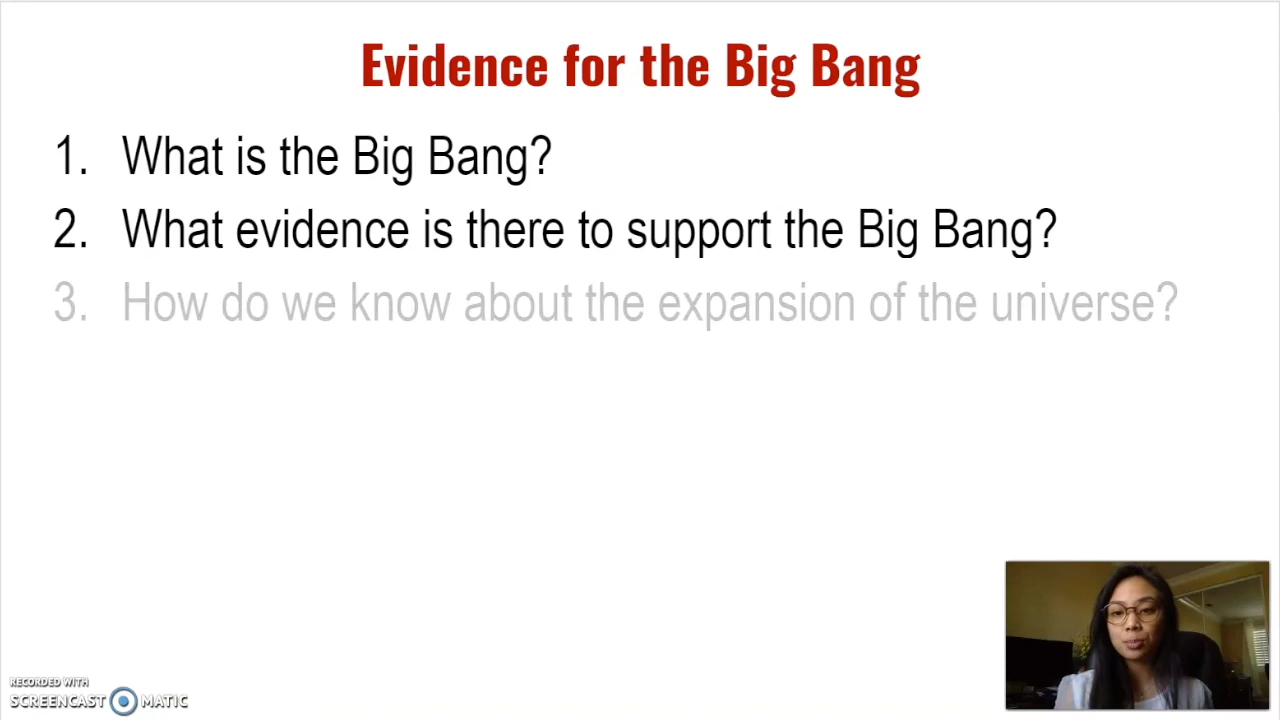 Evidence for the Big Bang
1. What is the Big Bang?
2. What evidence is there to support the Big Bang?
3. How do we know about the expansion of the universe?
RECORDED WITH
SCREENCAST MATIC